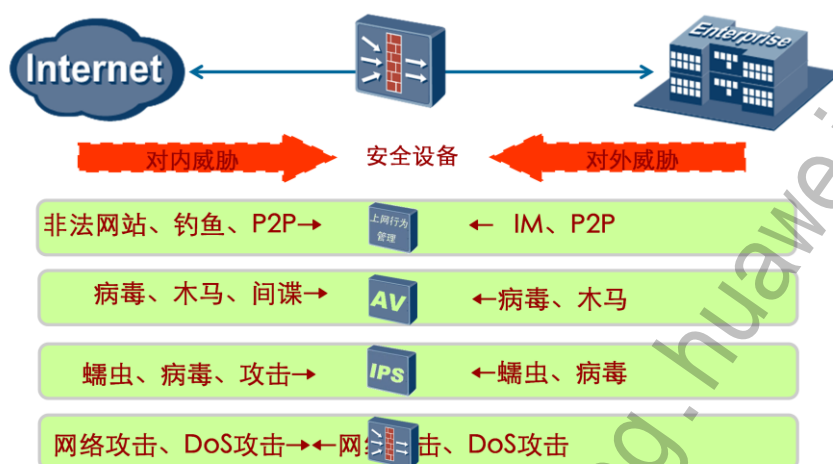 Internet
Enterprise
对内威胁 安全设备 对外威胁
非法网站、钓鱼、P2P→ 上网行为管理 ← IM、P2P
病毒、木马、间谍→ AV ←病毒、木马
蠕虫、病毒、攻击→ IPS ←蠕虫、病毒
网络攻击、DoS攻击→←网 击、DoS攻击
ng.huawei